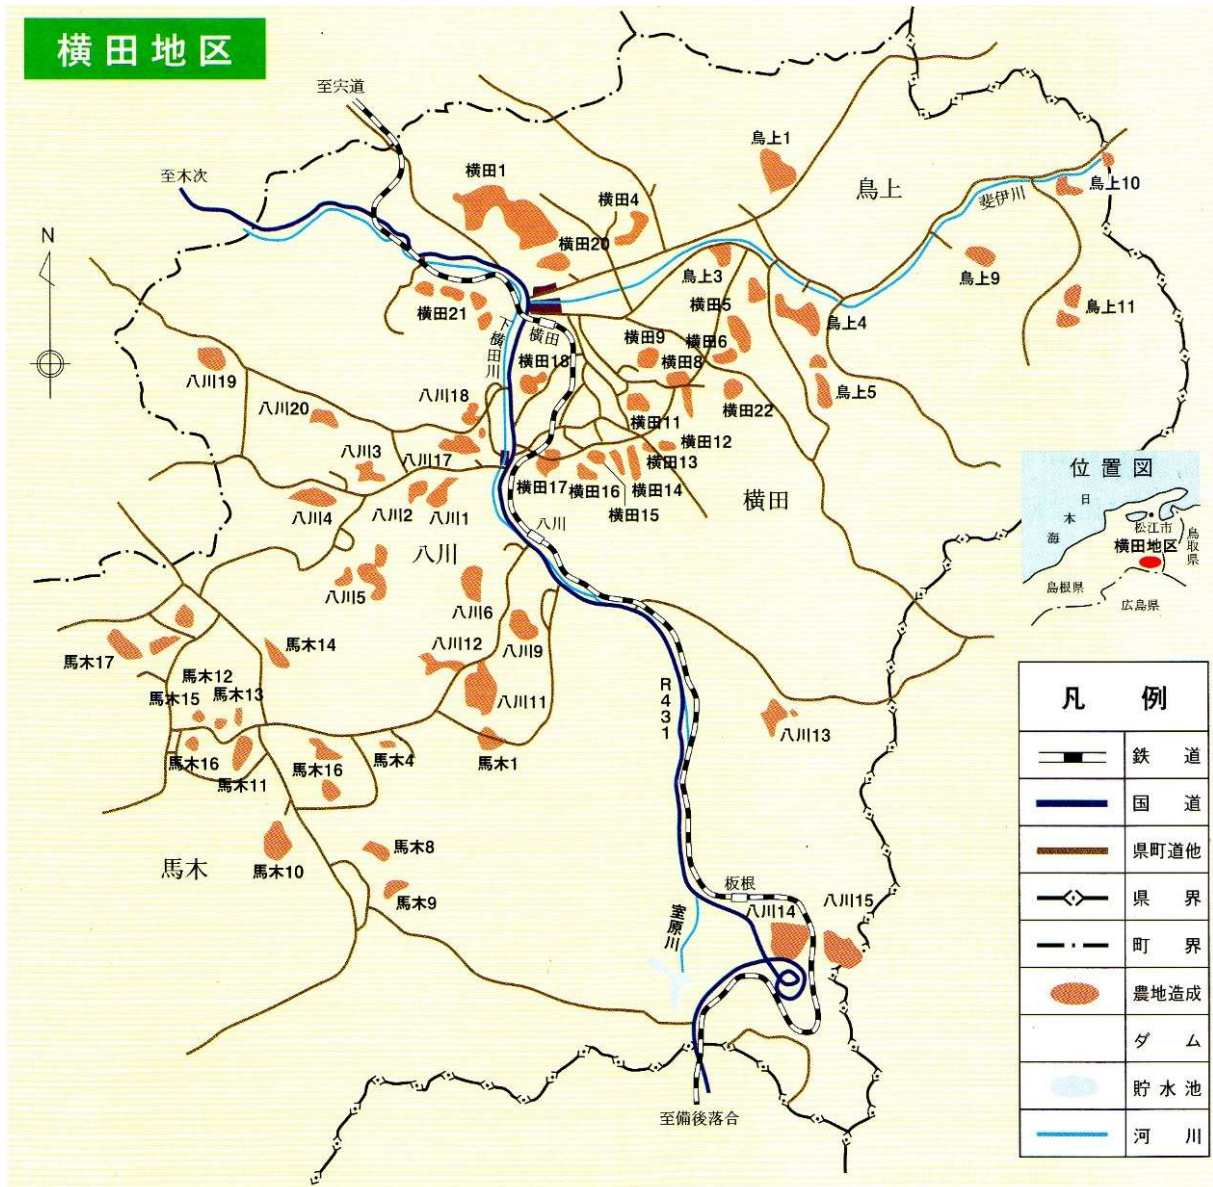 横田地区
至宍道
至木次
N
横田1
横田4
横田20
鳥上1
鳥上
鳥上10
斐伊川
鳥上9
鳥上11
鳥上3
横田5
鳥上4
横田21
下横田川
横田
横田9
横田6
横田8
横田18
鳥上5
横田22
八川19
八川20
八川18
横田11
横田12
八川3
八川17
横田13
横田17
横田16
横田14
横田15
横田
八川4
八川2
八川1
八川
八川
八川5
八川6
八川12
八川9
八川11
馬木17
馬木14
馬木12
馬木15
馬木13
馬木16
馬木11
馬木16
馬木4
馬木1
R431
八川13
馬木10
馬木8
馬木9
馬木
板根
八川14
八川15
室原川
至備後落合
位置図
日本海
松江市
鳥取県
横田地区
島根県
広島県
凡例
鉄道
国道
県町道他
県界
町界
農地造成
ダム
貯水池
河川